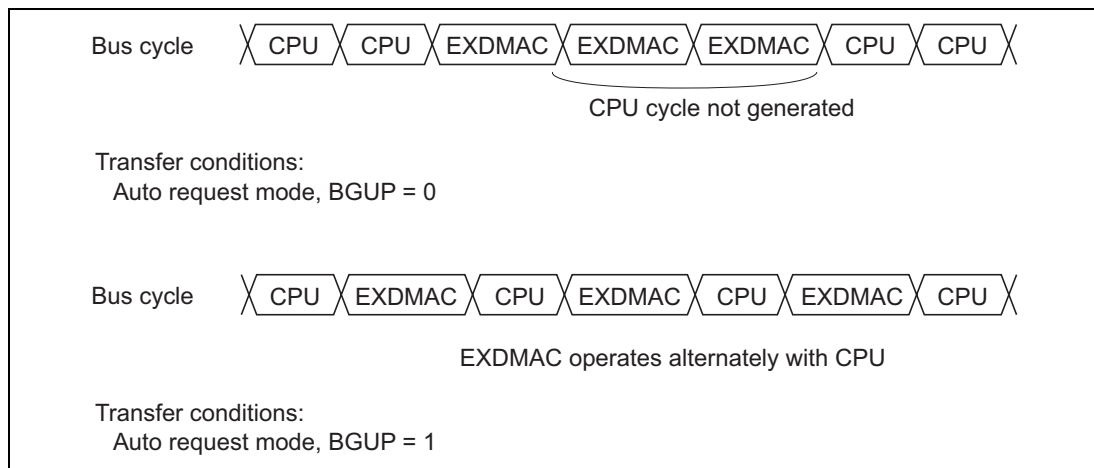 Bus cycle CPU CPU EXDMAC EXDMAC EXDMAC CPU CPU
CPU cycle not generated
Transfer conditions:
Auto request mode, BGUP = 0
Bus cycle CPU EXDMAC CPU EXDMAC CPU EXDMAC CPU
EXDMAC operates alternately with CPU
Transfer conditions:
Auto request mode, BGUP = 1